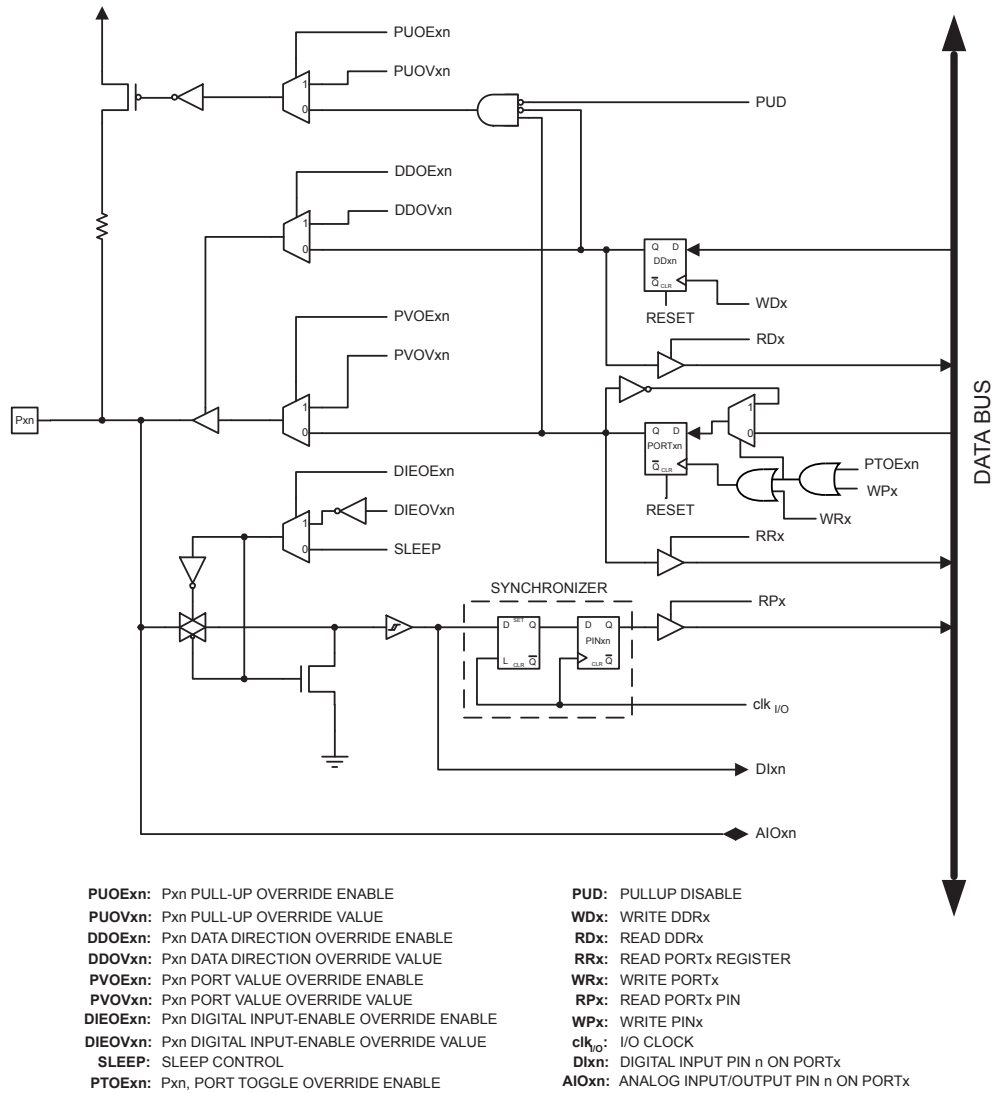 PUOExn
PUOVxn
1
0
PUD
DDOExn
DDOVxn
1
0
Q D
DDxn
Q CLR
WDx
RESET
RDx
PVOExn
PVOVxn
1
0
Pxn
1
0
Q D
PORTxn
Q CLR
RESET
PTOExn
WPx
WRx
RRx
DATA BUS
DIEOExn
DIEOVxn
1
0
SLEEP
SYNCHRONIZER
D SET Q
L CLR Q
D Q
PINxn
CLR Q
RPx
clk I/O
DIxn
AIOxn
PUOExn: Pxn PULL-UP OVERRIDE ENABLE
PUOVxn: Pxn PULL-UP OVERRIDE VALUE
DDOExn: Pxn DATA DIRECTION OVERRIDE ENABLE
DDOVxn: Pxn DATA DIRECTION OVERRIDE VALUE
PVOExn: Pxn PORT VALUE OVERRIDE ENABLE
PVOVxn: Pxn PORT VALUE OVERRIDE VALUE
DIEOExn: Pxn DIGITAL INPUT-ENABLE OVERRIDE ENABLE
DIEOVxn: Pxn DIGITAL INPUT-ENABLE OVERRIDE VALUE
SLEEP: SLEEP CONTROL
PTOExn: Pxn, PORT TOGGLE OVERRIDE ENABLE
PUD: PULLUP DISABLE
WDx: WRITE DDRx
RDx: READ DDRx
RRx: READ PORTx REGISTER
WRx: WRITE PORTx
RPx: READ PORTx PIN
WPx: WRITE PINx
clkI/O: I/O CLOCK
DIxn: DIGITAL INPUT PIN n ON PORTx
AIOxn: ANALOG INPUT/OUTPUT PIN n ON PORTx